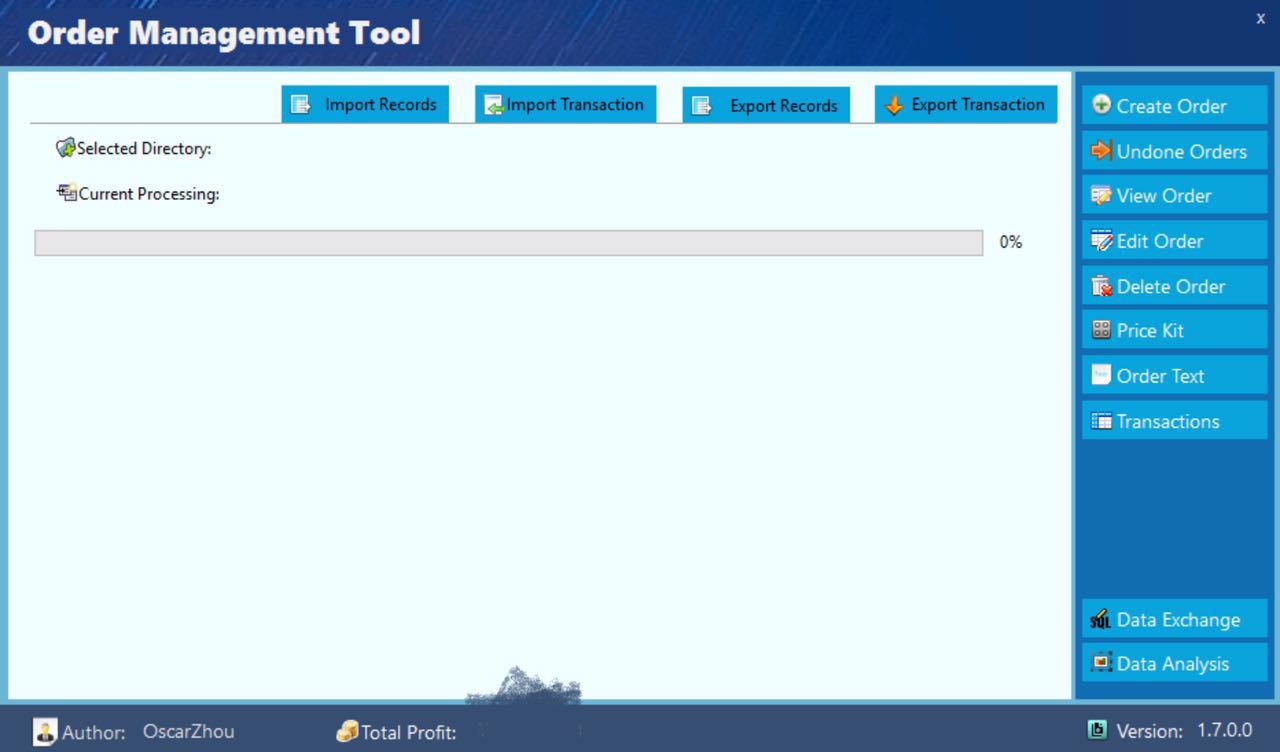 Order Management Tool
x
Import Records
Import Transaction
Export Records
Export Transaction
Selected Directory:
Current Processing:
0%
Create Order
Undone Orders
View Order
Edit Order
Delete Order
Price Kit
Order Text
Transactions
SQL Data Exchange
Data Analysis
Author: OscarZhou
Total Profit:
Version: 1.7.0.0